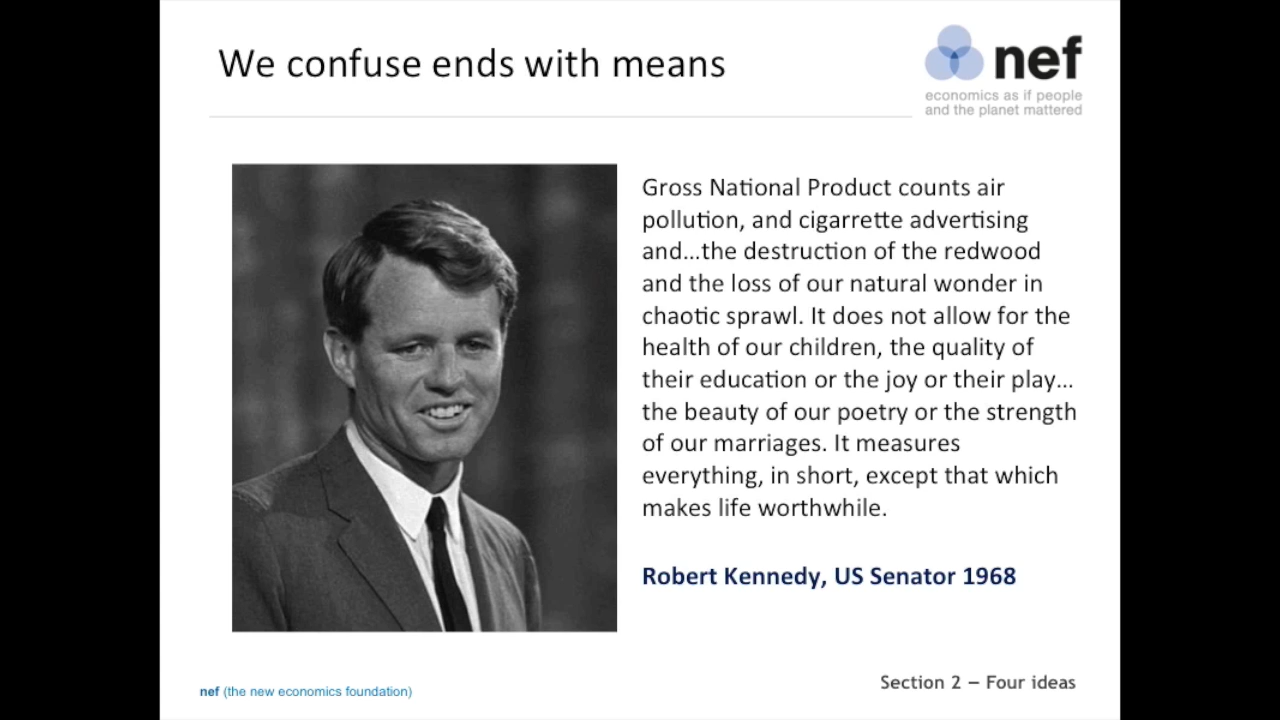 We confuse ends with means
nef
economics as if people
and the planet mattered
Gross National Product counts air
pollution, and cigarrette advertising
and...the destruction of the redwood
and the loss of our natural wonder in
chaotic sprawl. It does not allow for the
health of our children, the quality of
their education or the joy or their play...
the beauty of our poetry or the strength
of our marriages. It measures
everything, in short, except that which
makes life worthwhile.
Robert Kennedy, US Senator 1968
nef (the new economics foundation)
Section 2 – Four ideas